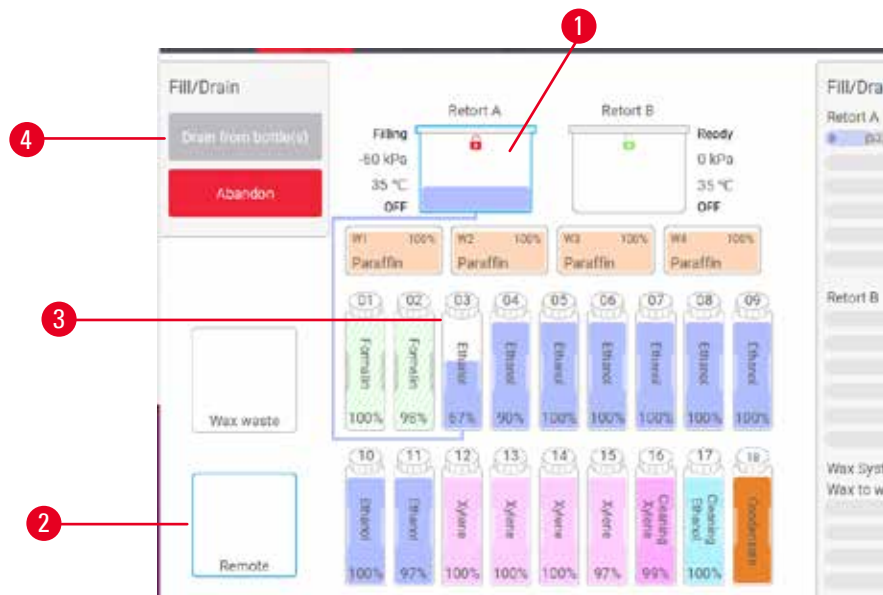 1
Fill/Drain
4
Drain from bottle(s)
Abandon
Retort A
Retort B
Filling
-60 kPa
35 °C
OFF
Ready
0 kPa
35 °C
OFF
W1 100%
Paraffin
W2 100%
Paraffin
W3 100%
Paraffin
W4 100%
Paraffin
3
01 02 03 04 05 06 07 08 09
Formalin
Formalin
Ethanol
Ethanol
Ethanol
Ethanol
Ethanol
Ethanol
Ethanol
100% 98% 67% 90% 100% 100% 100% 100% 100%
Wax waste
10 11 12 13 14 15 16 17 18
Ethanol
Ethanol
Xylene
Xylene
Xylene
Xylene
Cleaning
Xylene
Cleaning
Ethanol
Condensate
100% 97% 100% 100% 100% 97% 99% 100%
2
Remote
Fill/Dra
Retort A
Retort B
Wax Syst
Wax to w